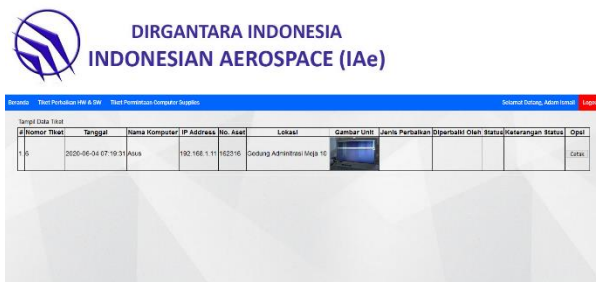 DIRGANTARA INDONESIA
INDONESIAN AEROSPACE (IAe)
Beranda Tiket Perbaikan HW & SW Tiket Permintaan Computer Supplies Selamat Datang, Adam Ismail Logout
Tampil Data Tiket
# Nomor Tiket Tanggal Nama Komputer IP Address No. Aset Lokasi Gambar Unit Jenis Perbaikan Diperbaiki Oleh Status Keterangan Status Opsi
1 6 2020-06-04 07:19:31 Asus 192.168.1.11 162316 Gedung Adminitrasi Meja 10 Cetak